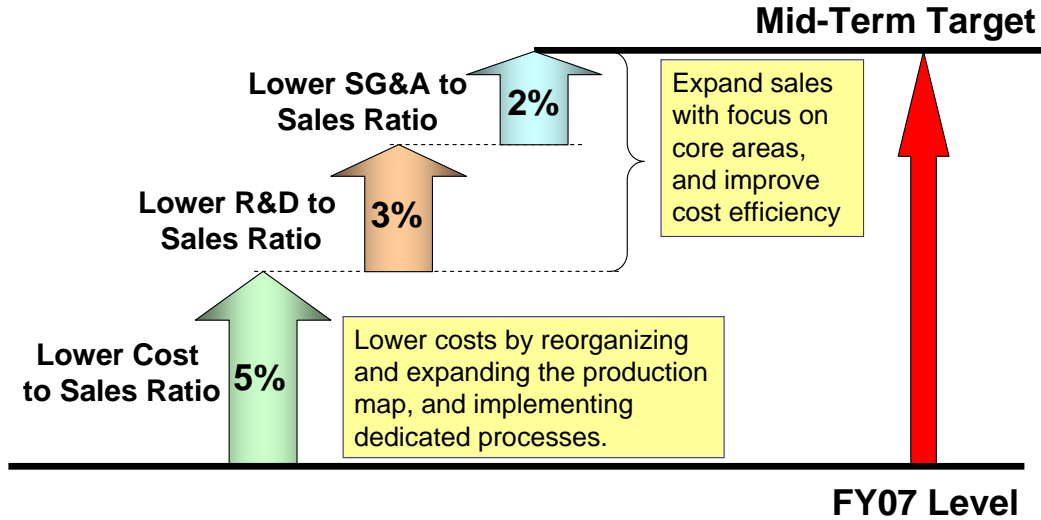 Mid-Term Target
Lower SG&A to
Sales Ratio
2%
Expand sales
with focus on
core areas,
and improve
cost efficiency
Lower R&D to
Sales Ratio
3%
Lower Cost
to Sales Ratio
5%
Lower costs by reorganizing
and expanding the production
map, and implementing
dedicated processes.
FY07 Level